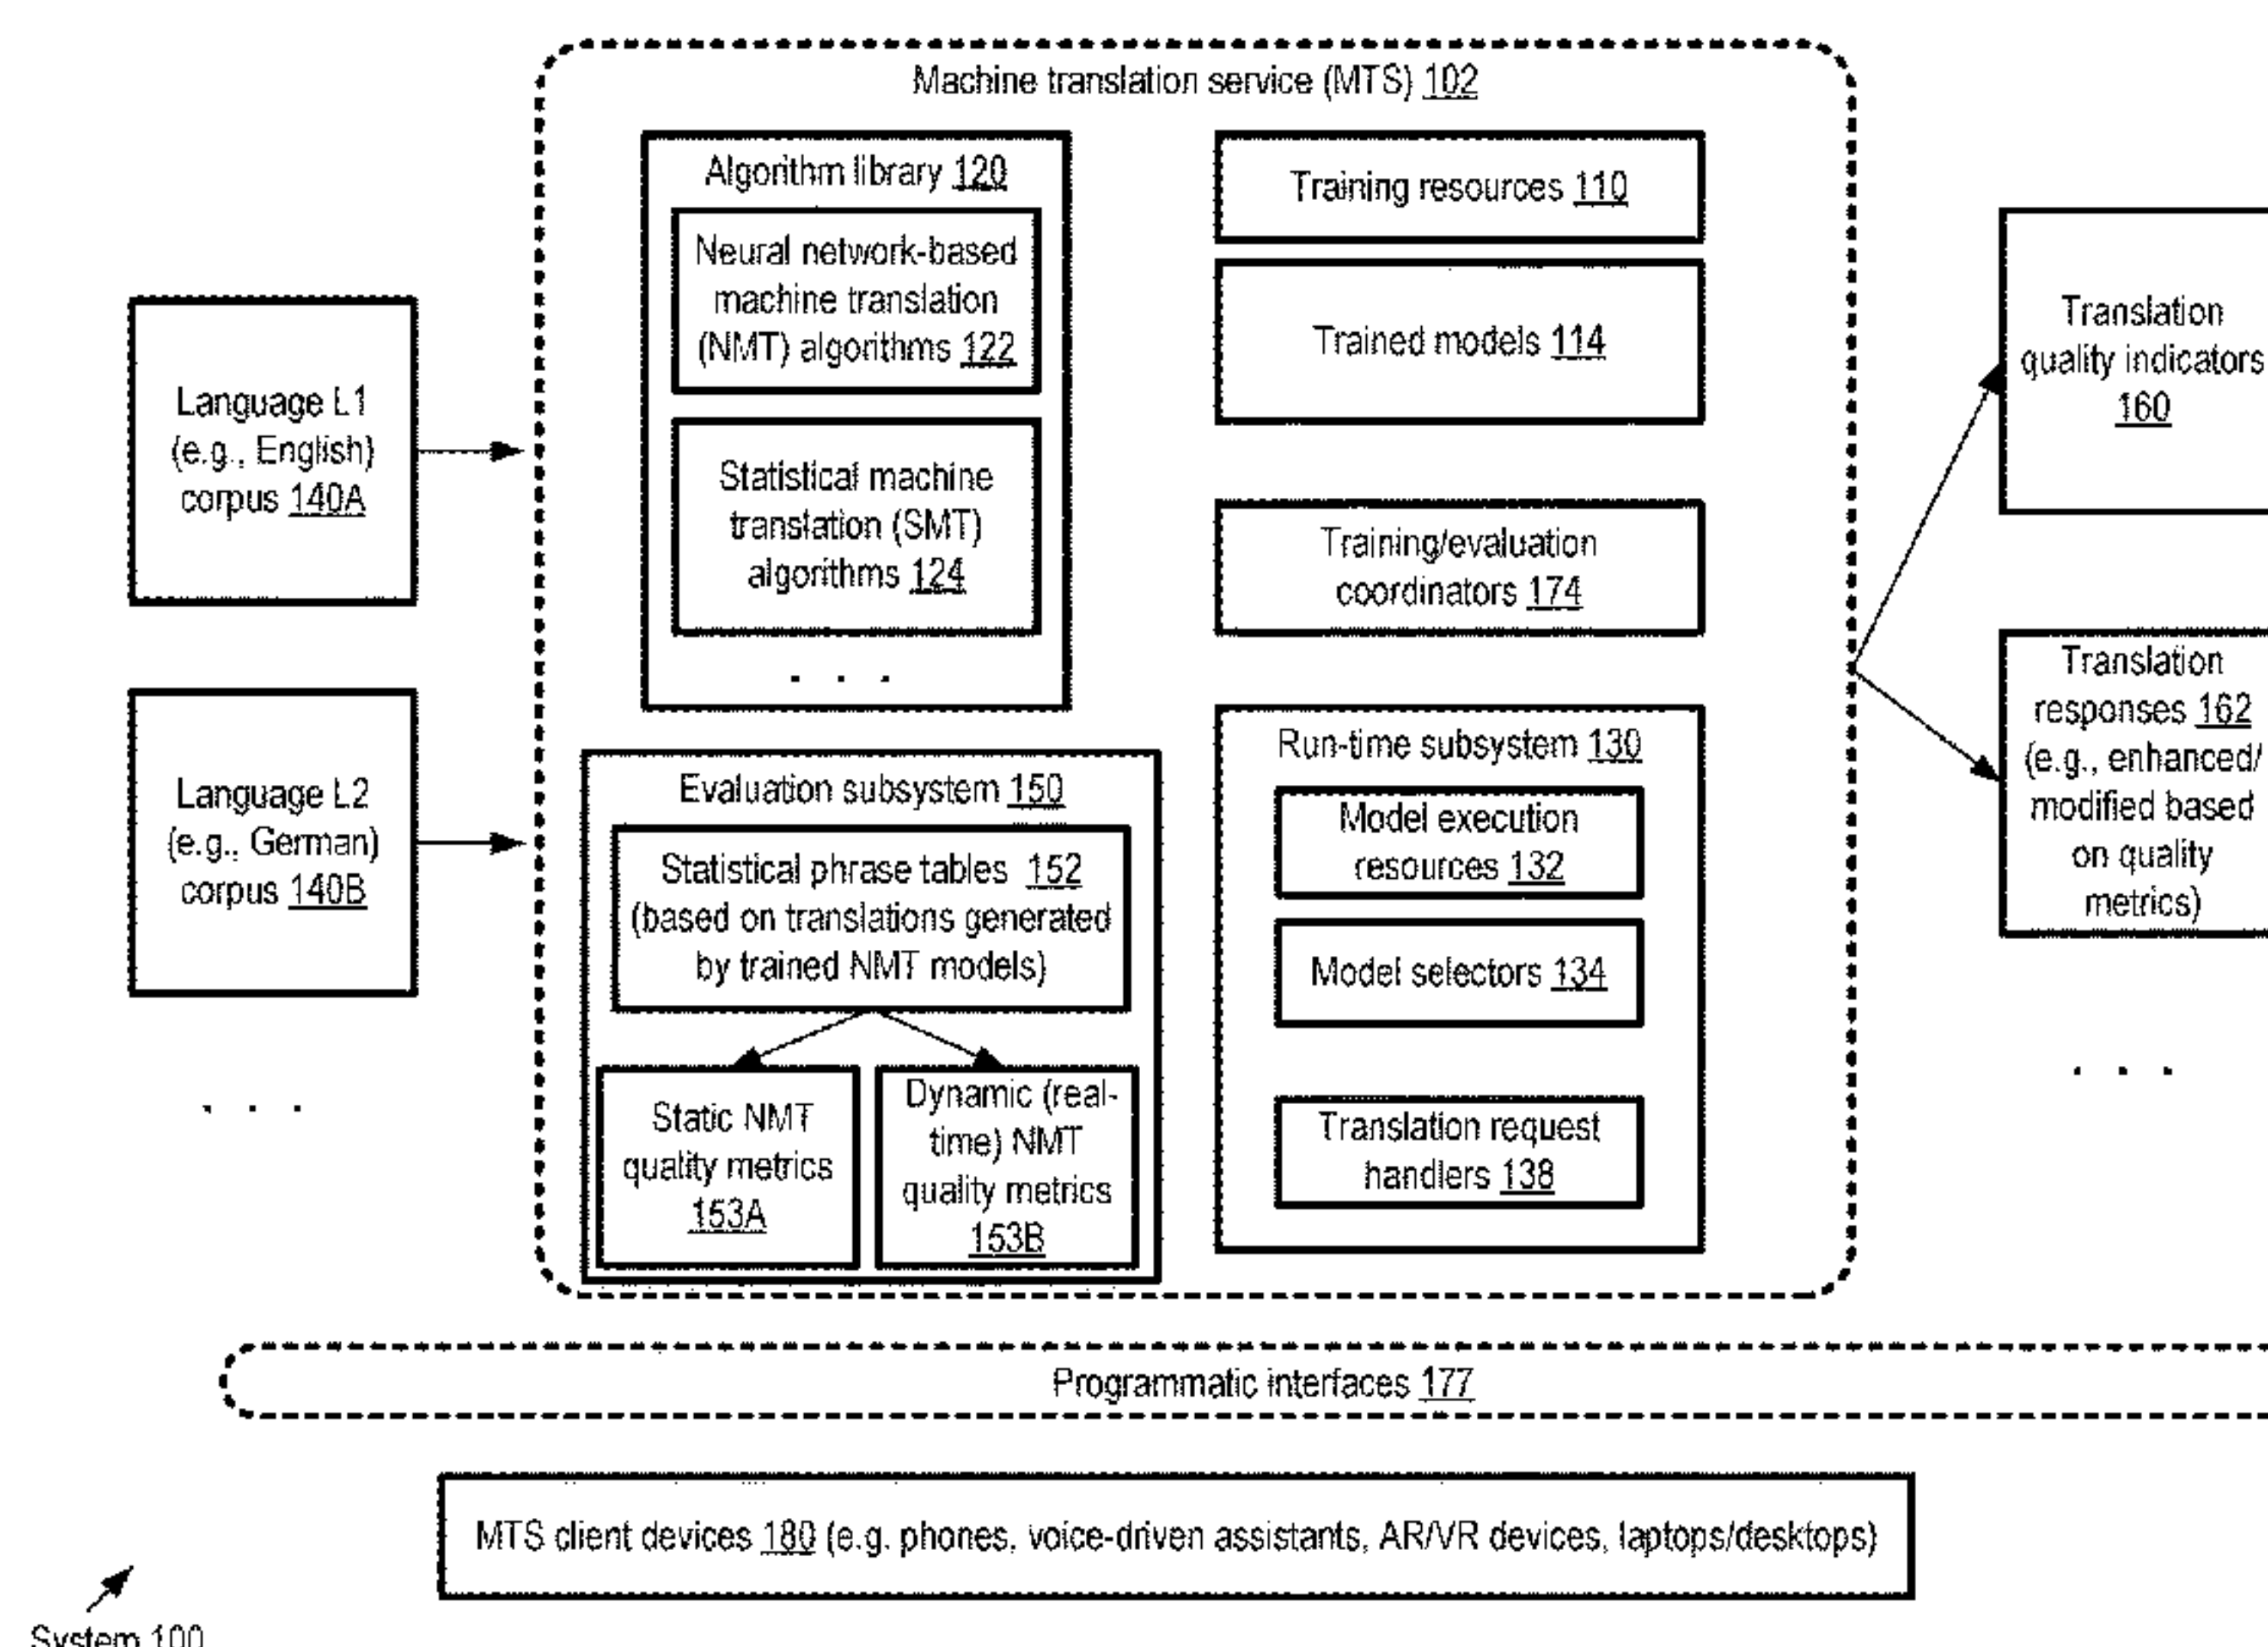 Machine translation service (MTS) 102
Algorithm library 120
Neural network-based
machine translation
(NMT) algorithms 122
Statistical machine
translation (SMT)
algorithms 124
. . .
Training resources 110
Trained models 114
Training/evaluation
coordinators 174
Language L1
(e.g., English)
corpus 140A
Language L2
(e.g., German)
corpus 140B
. . .
Evaluation subsystem 150
Statistical phrase tables 152
(based on translations generated
by trained NMT models)
Static NMT
quality metrics
153A
Dynamic (real-
time) NMT
quality metrics
153B
Run-time subsystem 130
Model execution
resources 132
Model selectors 134
Translation request
handlers 138
Translation
quality indicators
160
Translation
responses 162
(e.g., enhanced/
modified based
on quality
metrics)
. . .
Programmatic interfaces 177
MTS client devices 180 (e.g. phones, voice-driven assistants, AR/VR devices, laptops/desktops)
System 100